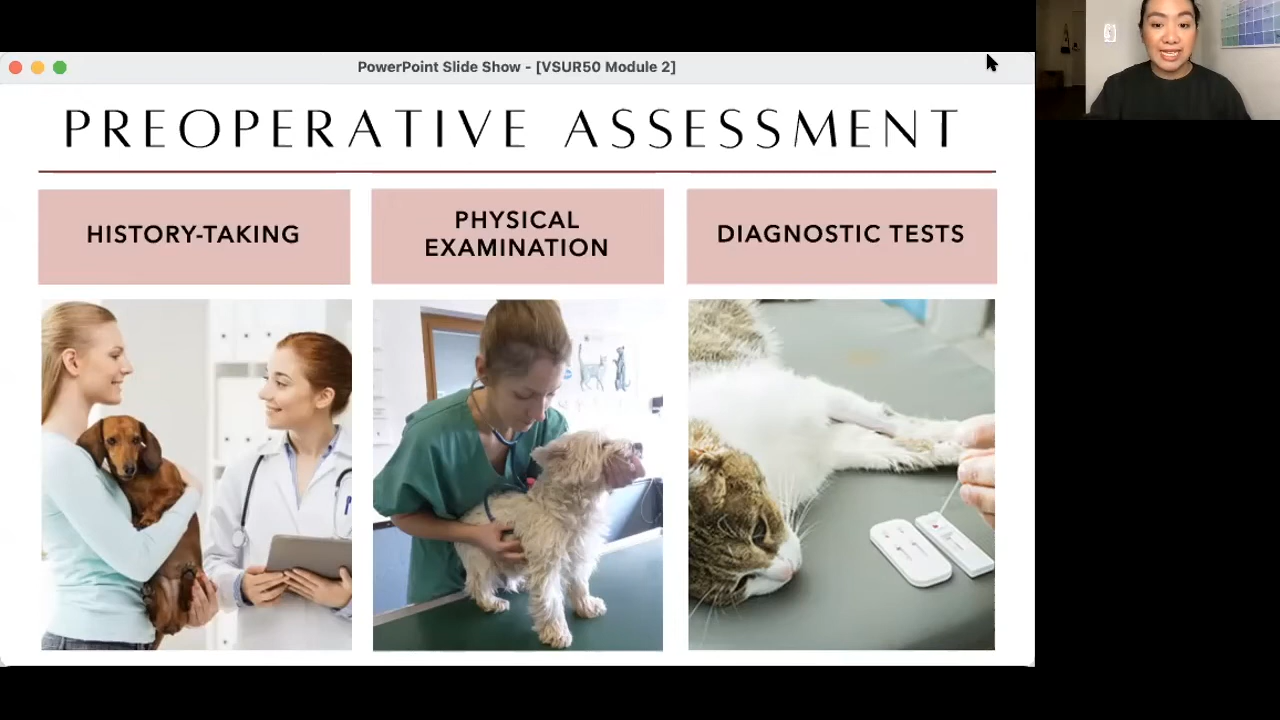 PowerPoint Slide Show - [VSUR50 Module 2]
PREOPERATIVE ASSESSMENT
HISTORY-TAKING
PHYSICAL
EXAMINATION
DIAGNOSTIC TESTS